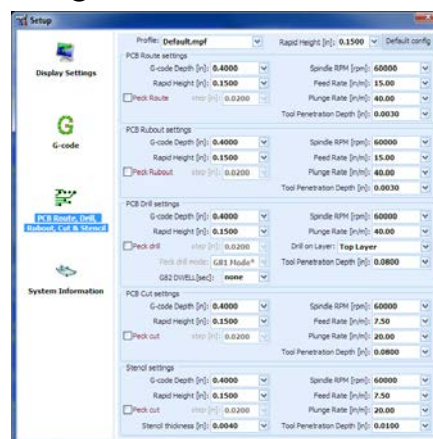 Setup
Profile: Default.mpf Rapid Height [in]: 0.1500 Default config
Display Settings
G-code
PCB Route, Dril,
Rubout, Cut & Stencil
System Information
PCB Route settings
G-code Depth [in]: 0.4000 Spindle RPM [rpm]: 60000
Rapid Height [in]: 0.1500 Feed Rate [in/m]: 15.00
Peck Route step [in]: 0.0200 Plunge Rate [in/m]: 40.00
Tool Penetration Depth [in]: 0.0030
PCB Rubout settings
G-code Depth [in]: 0.4000 Spindle RPM [rpm]: 60000
Rapid Height [in]: 0.1500 Feed Rate [in/m]: 15.00
Peck Rubout step [in]: 0.0200 Plunge Rate [in/m]: 40.00
Tool Penetration Depth [in]: 0.0030
PCB Drill settings
G-code Depth [in]: 0.4000 Spindle RPM [rpm]: 60000
Rapid Height [in]: 0.1500 Plunge Rate [in/m]: 40.00
Peck drill step [in]: 0.0200 Drill on Layer: Top Layer
Peck drill mode: G81 Mode* Tool Penetration Depth [in]: 0.0800
G82 DWELL[sec]: none
PCB Cut settings
G-code Depth [in]: 0.4000 Spindle RPM [rpm]: 60000
Rapid Height [in]: 0.1500 Feed Rate [in/m]: 7.50
Peck cut step [in]: 0.0200 Plunge Rate [in/m]: 20.00
Tool Penetration Depth [in]: 0.0800
Stencil settings
G-code Depth [in]: 0.4000 Spindle RPM [rpm]: 60000
Rapid Height [in]: 0.1500 Feed Rate [in/m]: 7.50
Peck cut step [in]: 0.0200 Plunge Rate [in/m]: 20.00
Stencil thickness [in]: 0.0040 Tool Penetration Depth [in]: 0.0100